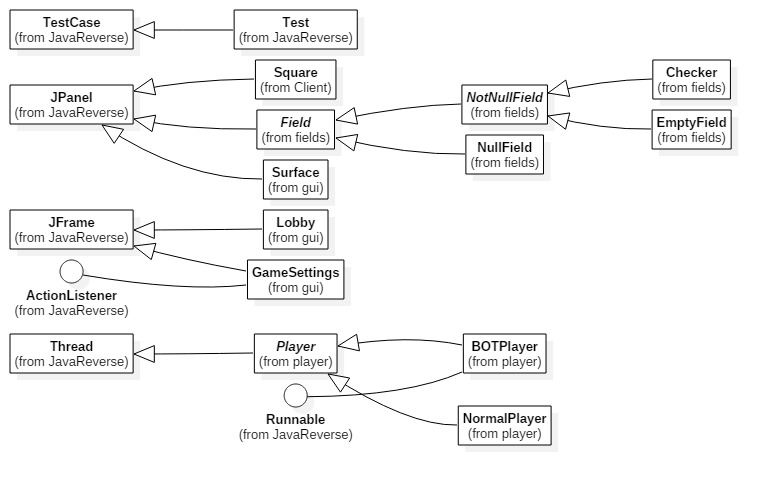 TestCase
(from JavaReverse)
Test
(from JavaReverse)
Square
(from Client)
JPanel
(from JavaReverse)
Field
(from fields)
Surface
(from gui)
NotNullField
(from fields)
NullField
(from fields)
Checker
(from fields)
EmptyField
(from fields)
JFrame
(from JavaReverse)
Lobby
(from gui)
GameSettings
(from gui)
ActionListener
(from JavaReverse)
Thread
(from JavaReverse)
Player
(from player)
BOTPlayer
(from player)
Runnable
(from JavaReverse)
NormalPlayer
(from player)